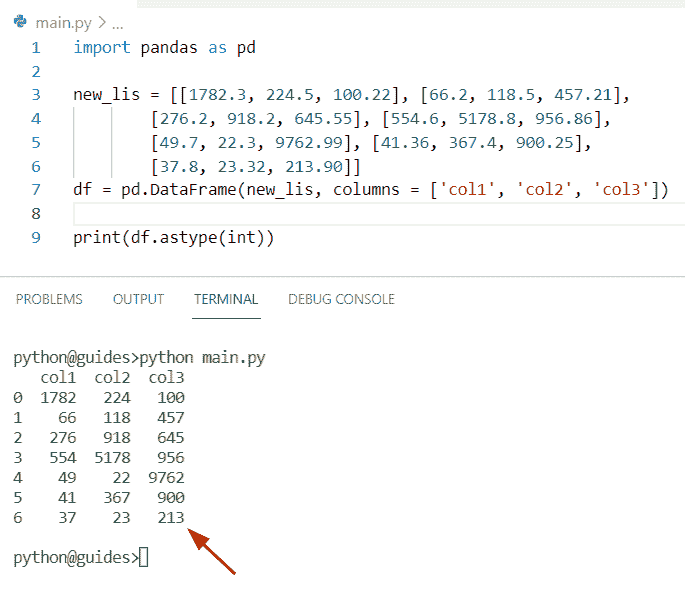 main.py > ...
1 import pandas as pd
2
3 new_lis = [[1782.3, 224.5, 100.22], [66.2, 118.5, 457.21],
4 [276.2, 918.2, 645.55], [554.6, 5178.8, 956.86],
5 [49.7, 22.3, 9762.99], [41.36, 367.4, 900.25],
6 [37.8, 23.32, 213.90]]
7 df = pd.DataFrame(new_lis, columns = ['col1', 'col2', 'col3'])
8
9 print(df.astype(int))
PROBLEMS OUTPUT TERMINAL DEBUG CONSOLE
python@guides>python main.py
col1 col2 col3
0 1782 224 100
1 66 118 457
2 276 918 645
3 554 5178 956
4 49 22 9762
5 41 367 900
6 37 23 213
python@guides>